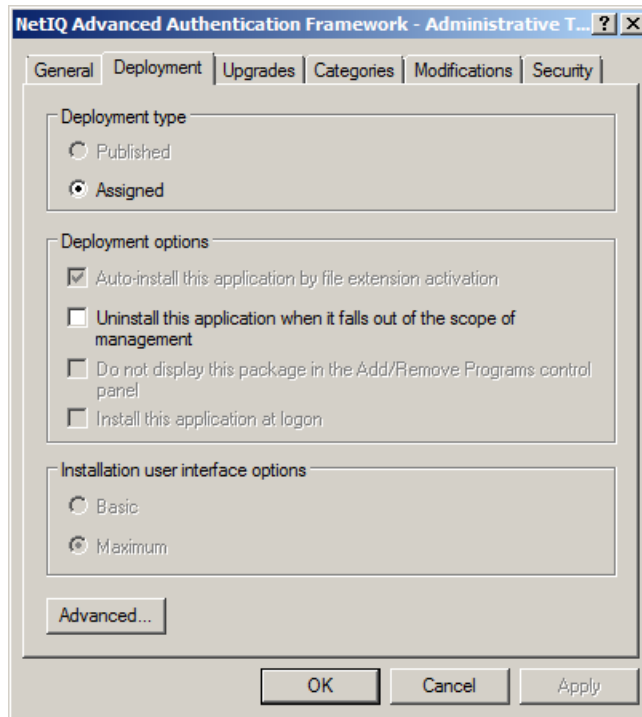 NetIQ Advanced Authentication Framework - Administrative T...
General Deployment Upgrades Categories Modifications Security
Deployment type
Published
Assigned
Deployment options
Auto-install this application by file extension activation
Uninstall this application when it falls out of the scope of
management
Do not display this package in the Add/Remove Programs control
panel
Install this application at logon
Installation user interface options
Basic
Maximum
Advanced...
OK Cancel Apply